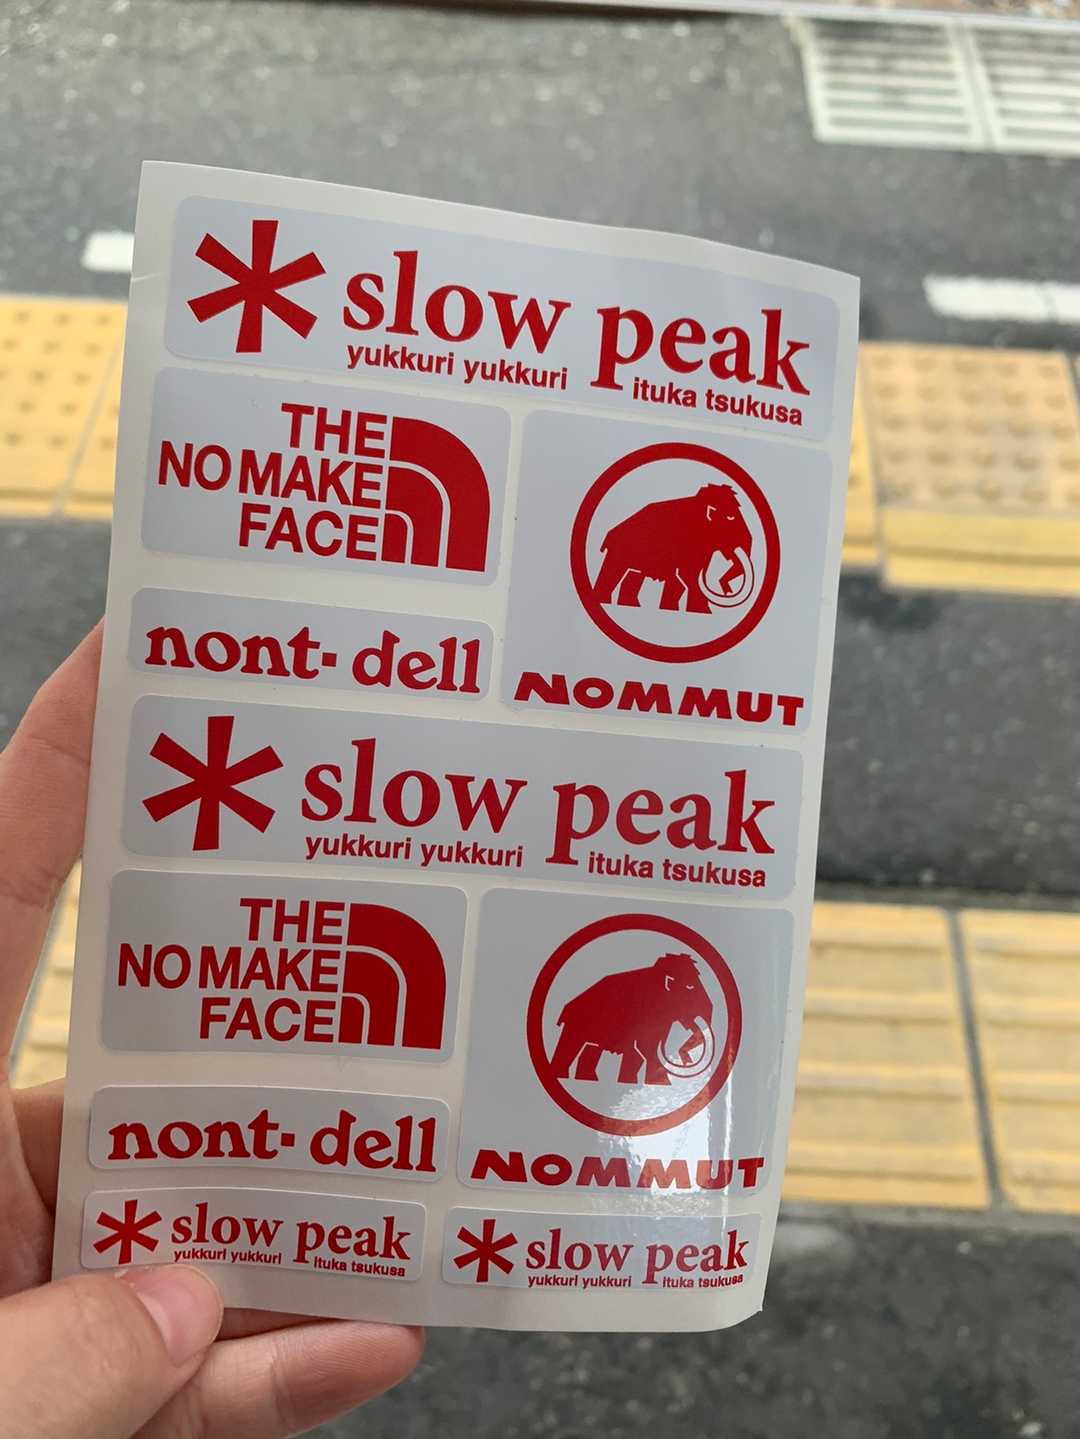 slow peak
yukkuri yukkuri ituka tsukusa
THE
NO MAKE
FACE
NOMMUT
nont-dell
slow peak
yukkuri yukkuri ituka tsukusa
THE
NO MAKE
FACE
NOMMUT
nont-dell
slow peak
yukkuri yukkuri ituka tsukusa
slow peak
yukkuri yukkuri ituka tsukusa